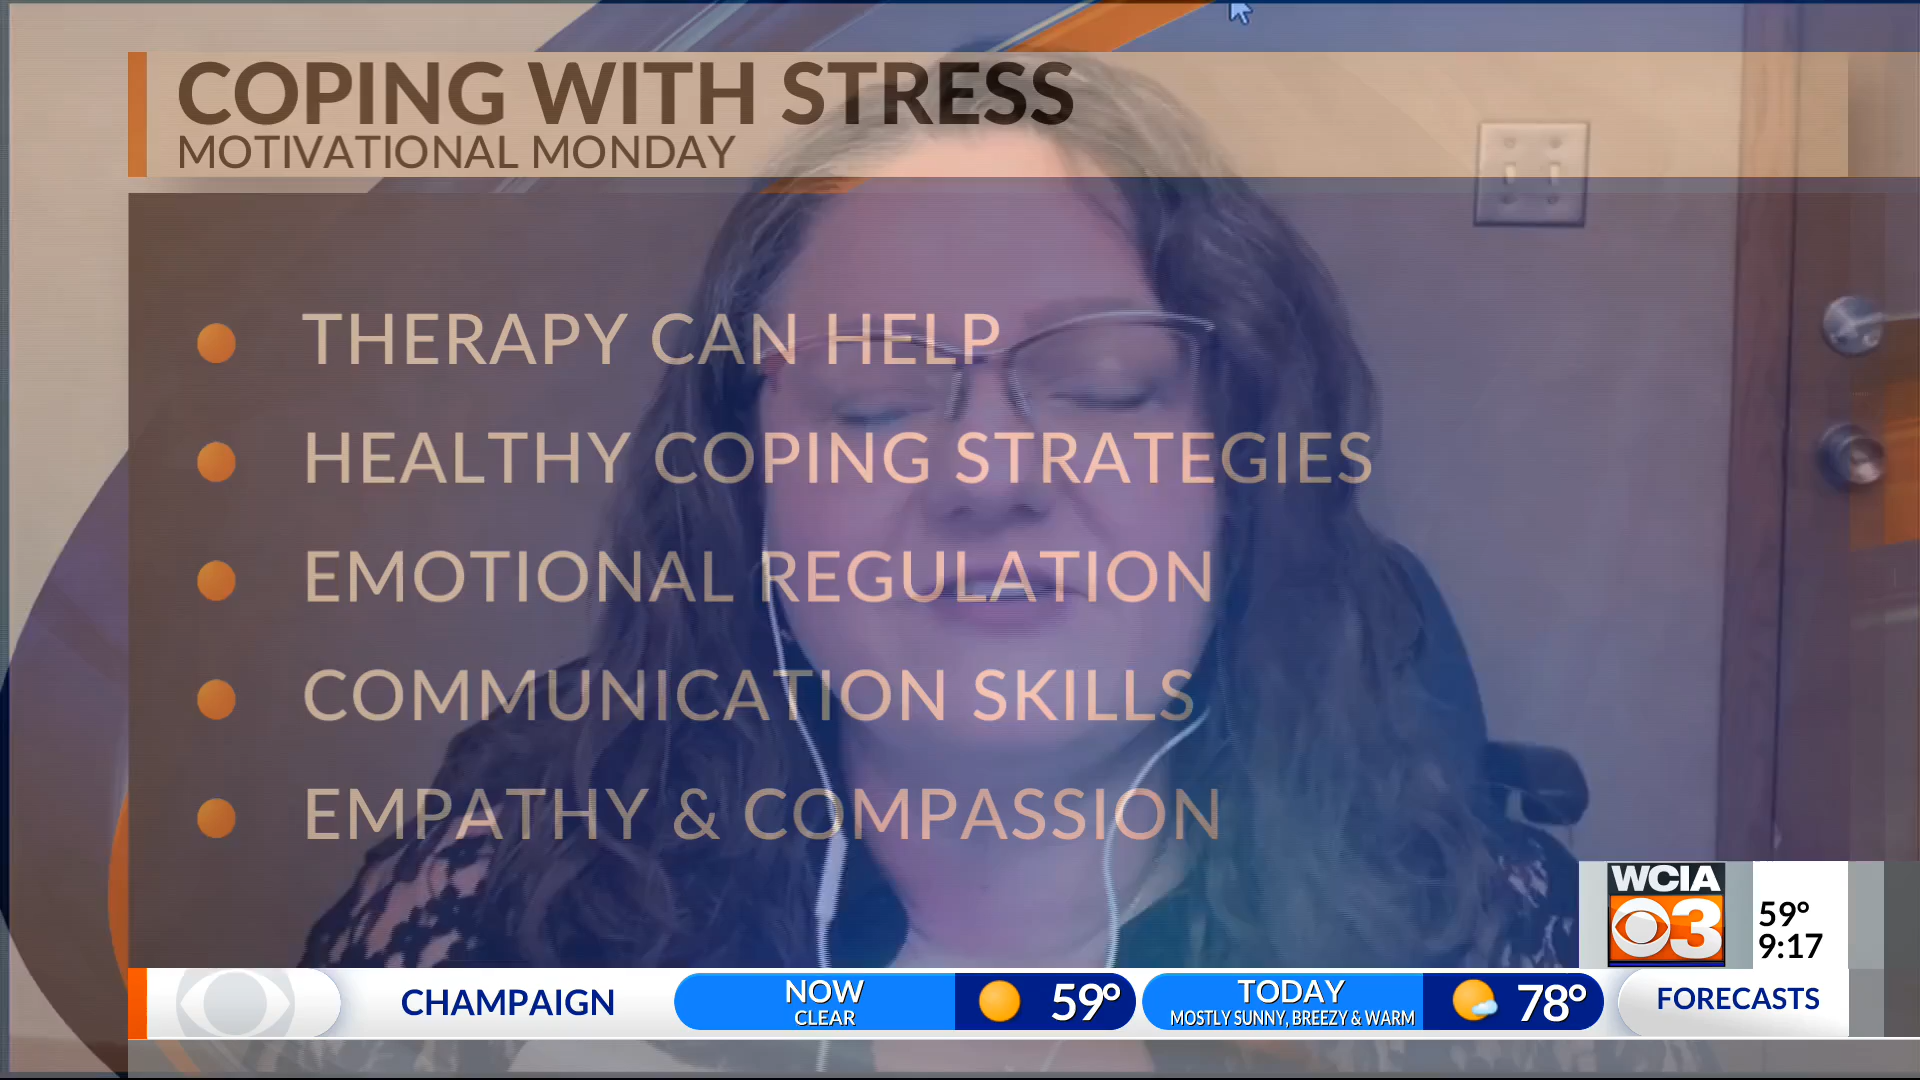 COPING WITH STRESS
MOTIVATIONAL MONDAY
THERAPY CAN HELP
HEALTHY COPING STRATEGIES
EMOTIONAL REGULATION
COMMUNICATION SKILLS
EMPATHY & COMPASSION
WCIA
3
59°
9:17
CHAMPAIGN
NOW
CLEAR
59°
TODAY
MOSTLY SUNNY, BREEZY & WARM
78°
FORECASTS